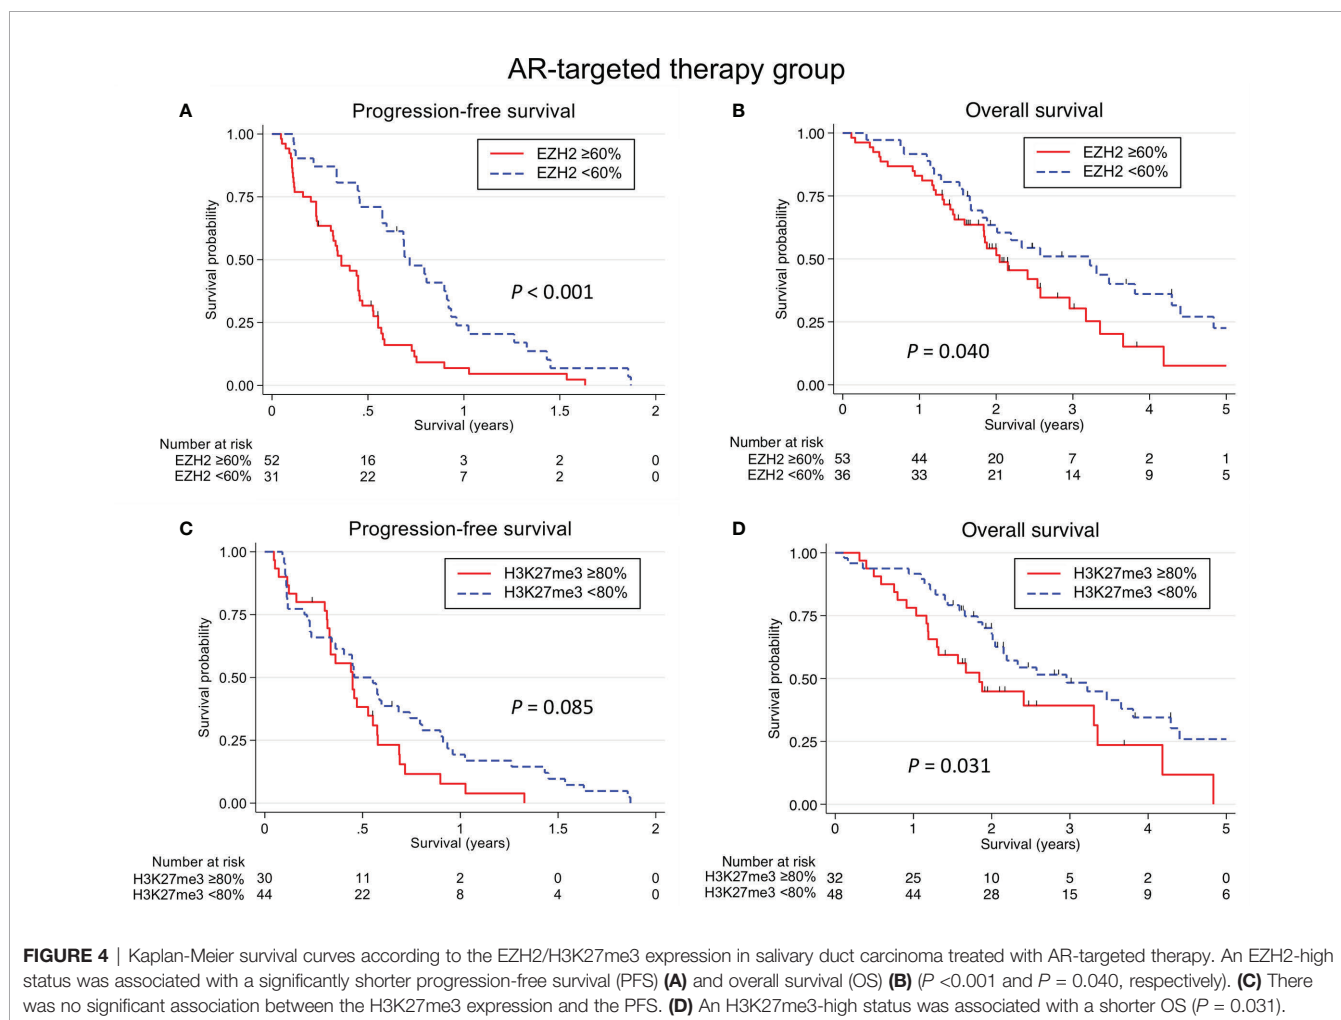 AR-targeted therapy group
A
Progression-free survival
1.00
0.75
0.50
0.25
0.00
Survival probability
EZH2 ≥60%
EZH2 <60%
P < 0.001
0 .5 1 1.5 2
Survival (years)
Number at risk
EZH2 ≥60% 52 16 3 2 0
EZH2 <60% 31 22 7 2 0
B
Overall survival
1.00
0.75
0.50
0.25
0.00
Survival probability
EZH2 ≥60%
EZH2 <60%
P = 0.040
0 1 2 3 4 5
Survival (years)
Number at risk
EZH2 ≥60% 53 44 20 7 2 1
EZH2 <60% 36 33 21 14 9 5
C
Progression-free survival
1.00
0.75
0.50
0.25
0.00
Survival probability
H3K27me3 ≥80%
H3K27me3 <80%
P = 0.085
0 .5 1 1.5 2
Survival (years)
Number at risk
H3K27me3 ≥80% 30 11 2 0 0
H3K27me3 <80% 44 22 8 4 0
D
Overall survival
1.00
0.75
0.50
0.25
0.00
Survival probability
H3K27me3 ≥80%
H3K27me3 <80%
P = 0.031
0 1 2 3 4 5
Survival (years)
Number at risk
H3K27me3 ≥80% 32 25 10 5 2 0
H3K27me3 <80% 48 44 28 15 9 6
FIGURE 4 | Kaplan-Meier survival curves according to the EZH2/H3K27me3 expression in salivary duct carcinoma treated with AR-targeted therapy. An EZH2-high
status was associated with a significantly shorter progression-free survival (PFS) (A) and overall survival (OS) (B) (P <0.001 and P = 0.040, respectively). (C) There
was no significant association between the H3K27me3 expression and the PFS. (D) An H3K27me3-high status was associated with a shorter OS (P = 0.031).